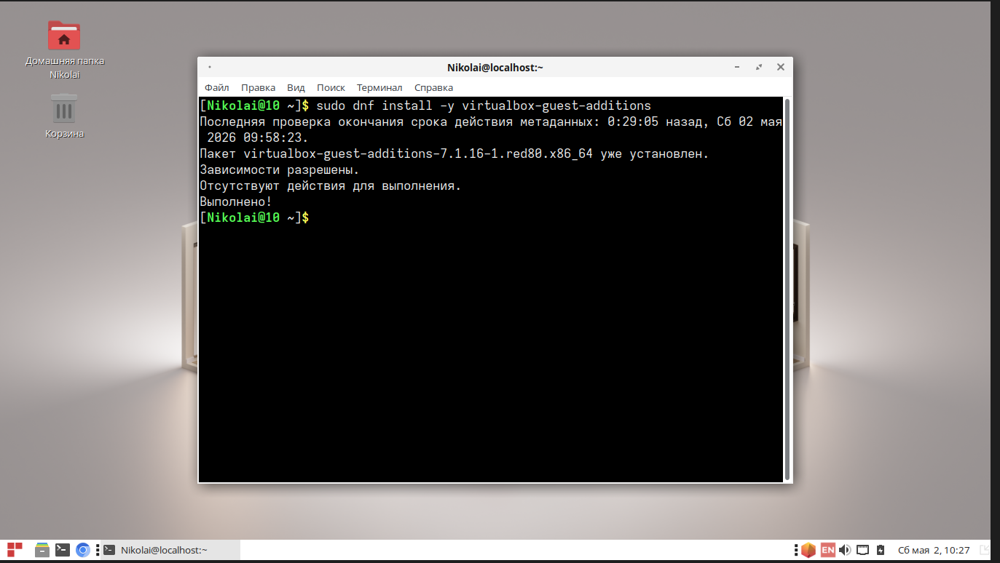 Домашняя папка
Nikolai
Корзина
Nikolai@localhost:~
Файл Правка Вид Поиск Терминал Справка
[Nikolai@10 ~]$ sudo dnf install -y virtualbox-guest-additions
Последняя проверка окончания срока действия метаданных: 0:29:05 назад, Сб 02 мая
2026 09:58:23.
Пакет virtualbox-guest-additions-7.1.16-1.red80.x86_64 уже установлен.
Зависимости разрешены.
Отсутствуют действия для выполнения.
Выполнено!
[Nikolai@10 ~]$
Nikolai@localhost:~ EN Сб мая 2, 10:27